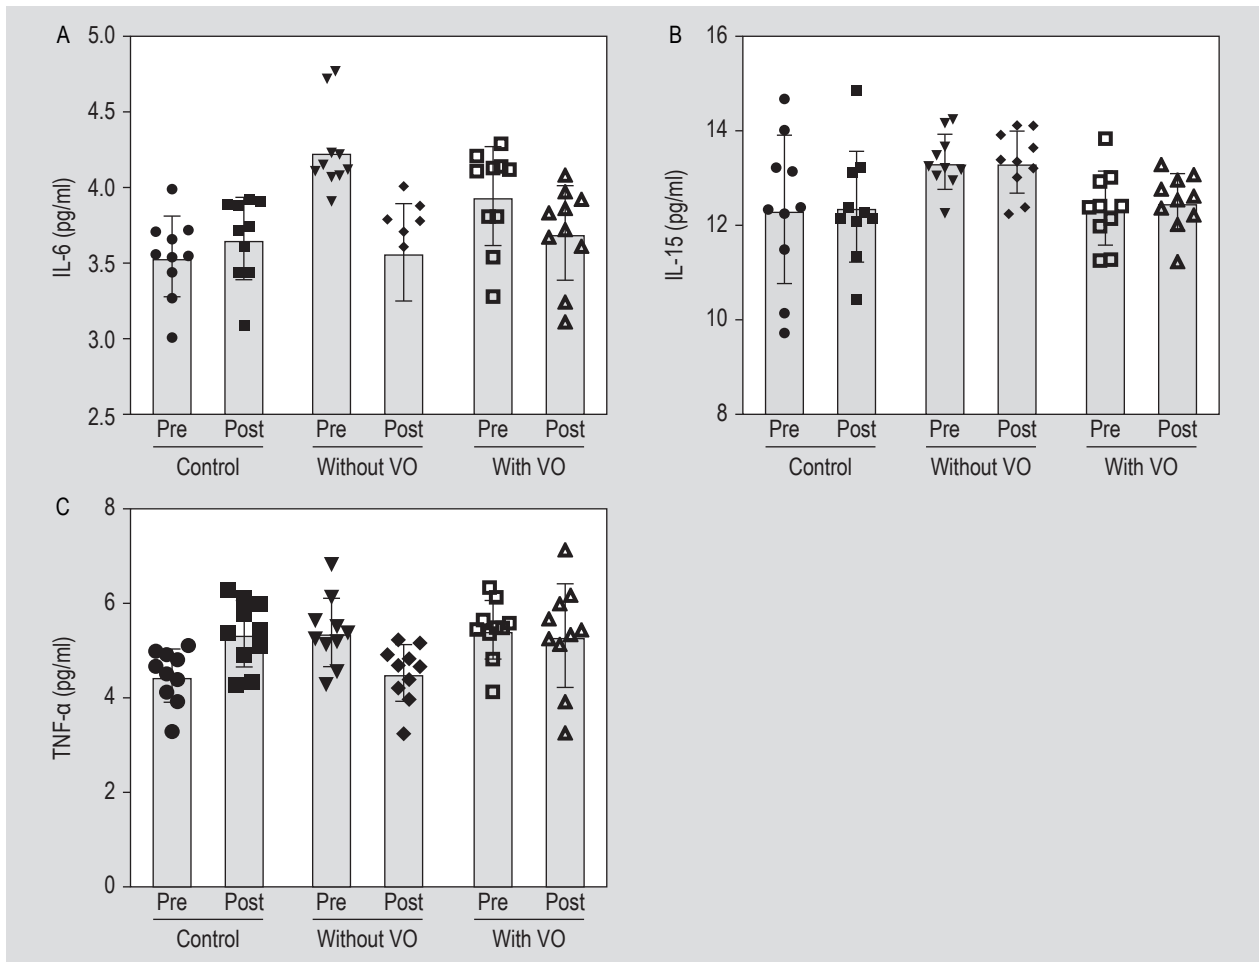 A
5.0
4.5
4.0
3.5
3.0
2.5
IL-6 (pg/ml)
Pre Post Pre Post Pre Post
Control Without VO With VO
B
16
14
12
10
8
IL-15 (pg/ml)
Pre Post Pre Post Pre Post
Control Without VO With VO
C
8
6
4
2
0
TNF-α (pg/ml)
Pre Post Pre Post Pre Post
Control Without VO With VO